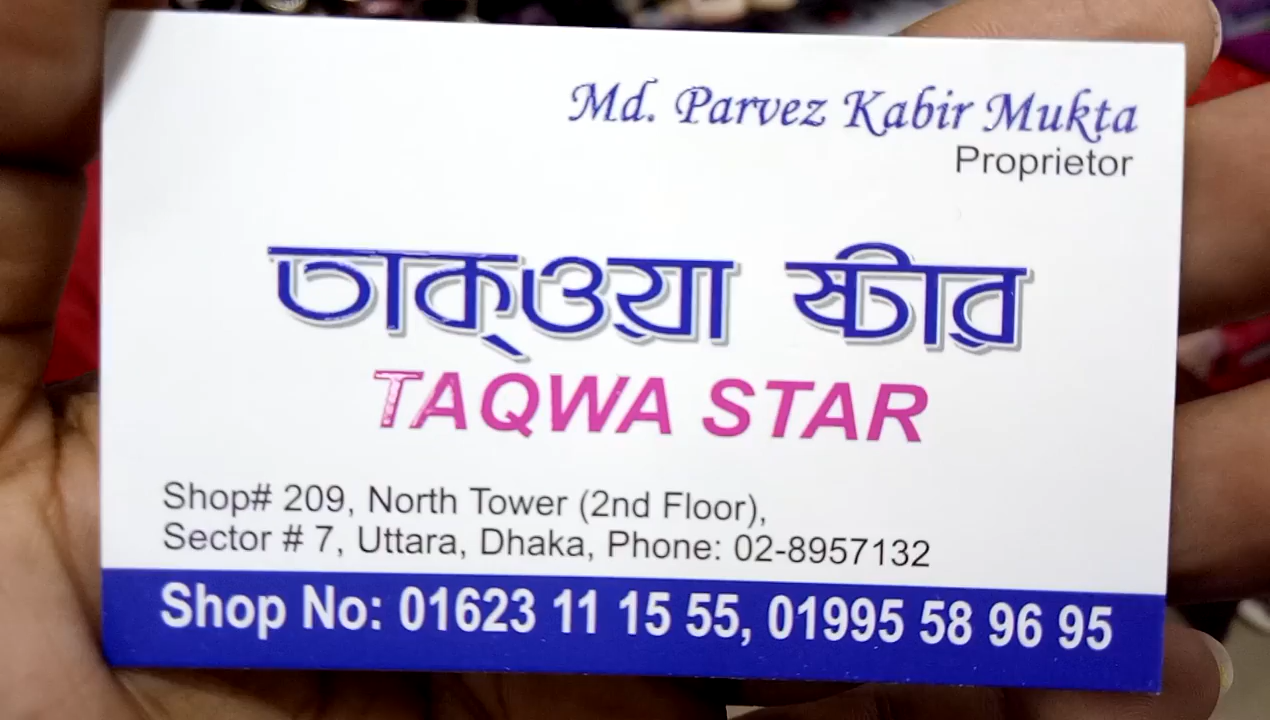 Md. Parvez Kabir Mukta
Proprietor
তাক্ওয়া ষ্টার
TAQWA STAR
Shop# 209, North Tower (2nd Floor),
Sector # 7, Uttara, Dhaka, Phone: 02-8957132
Shop No: 01623 11 15 55, 01995 58 96 95